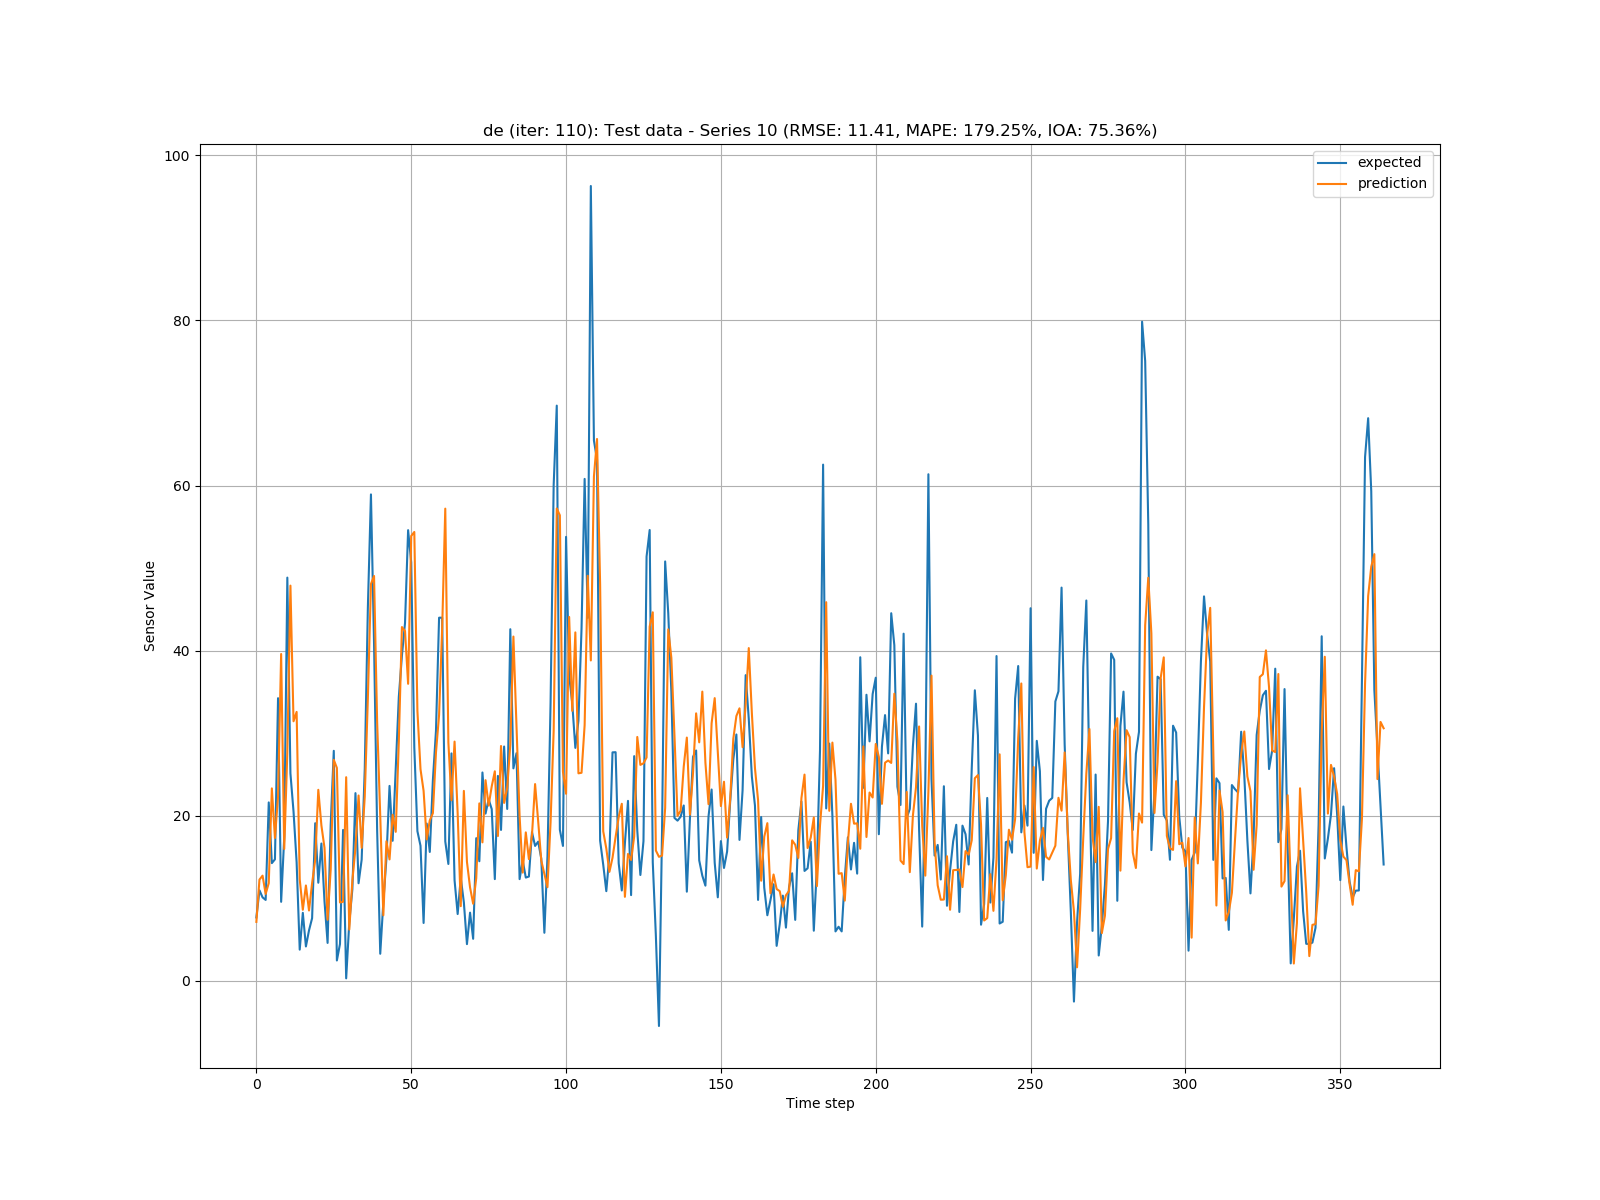 de (iter: 110): Test data - Series 10 (RMSE: 11.41, MAPE: 179.25%, IOA: 75.36%)
expected
prediction
100
80
60
40
20
0
Sensor Value
0 50 100 150 200 250 300 350
Time step